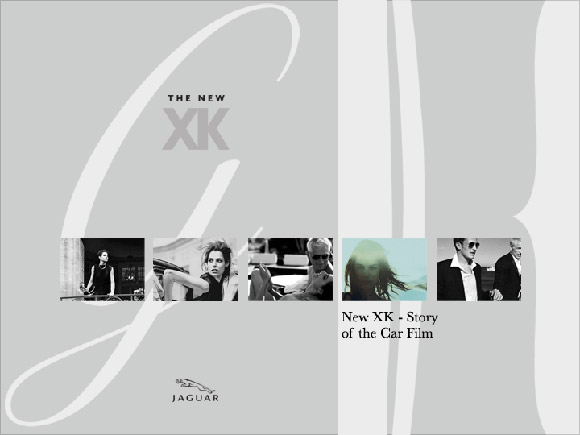 THE NEW
XK
New XK - Story
of the Car Film
JAGUAR